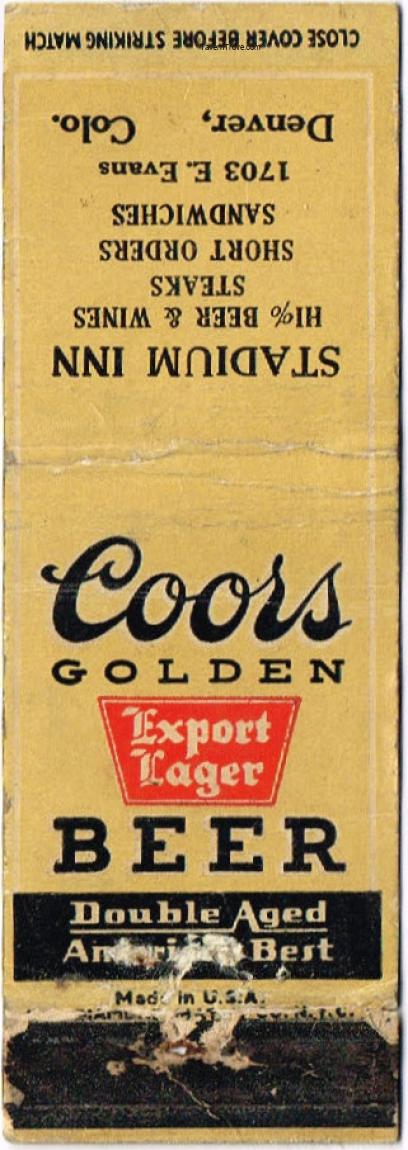 CLOSE COVER BEFORE STRIKING MATCH
STADIUM INN
HI% BEER & WINES
STEAKS
SHORT ORDERS
SANDWICHES
1703 E. Evans
Denver, Colo.
Coors
GOLDEN
Export
Lager
BEER
Double Aged
Best
Made in U.S.A.